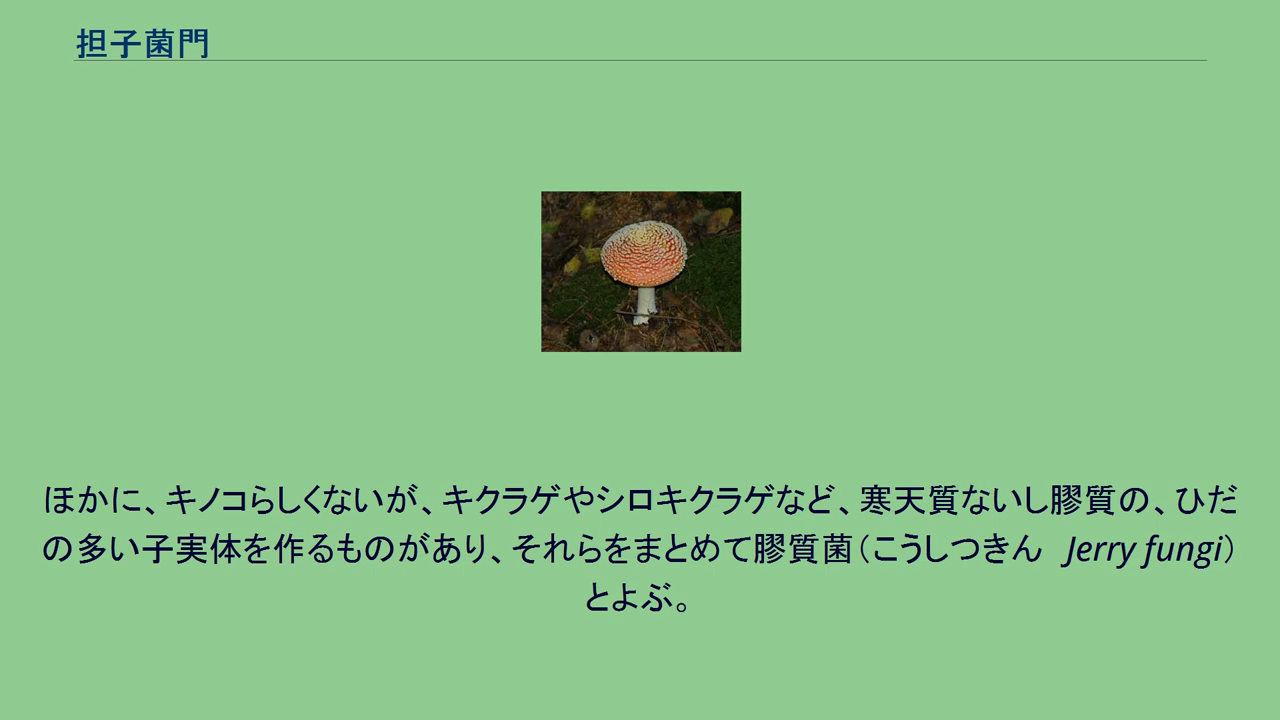 担子菌門
ほかに、キノコらしくないが、キクラゲやシロキクラゲなど、寒天質ないし膠質の、ひだ
の多い子実体を作るものがあり、それらをまとめて膠質菌（こうしつきん　Jerry fungi）
とよぶ。